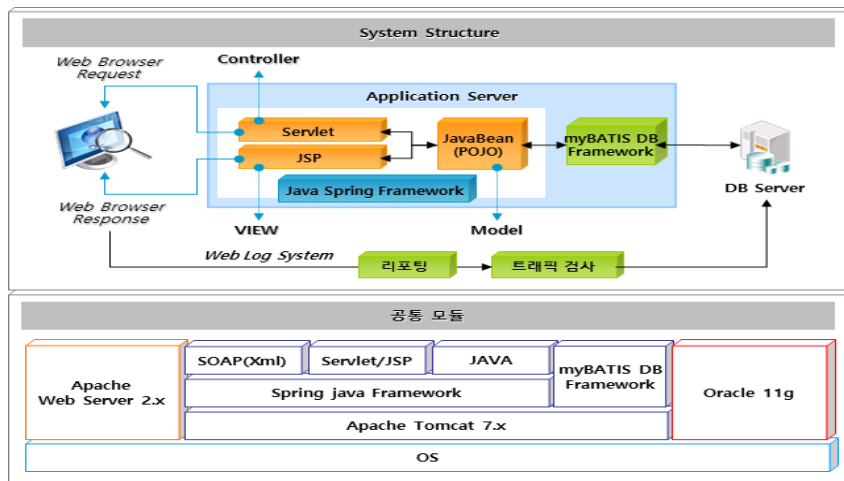 System Structure
Web Browser
Request
Controller
Application Server
Servlet
JSP
JavaBean
(POJO)
myBATIS DB
Framework
Java Spring Framework
DB Server
Web Browser
Response
VIEW
Model
Web Log System
리포팅
트래픽 검사
공통 모듈
Apache
Web Server 2.x
SOAP(Xml)
Servlet/JSP
JAVA
myBATIS DB
Framework
Spring java Framework
Oracle 11g
Apache Tomcat 7.x
OS